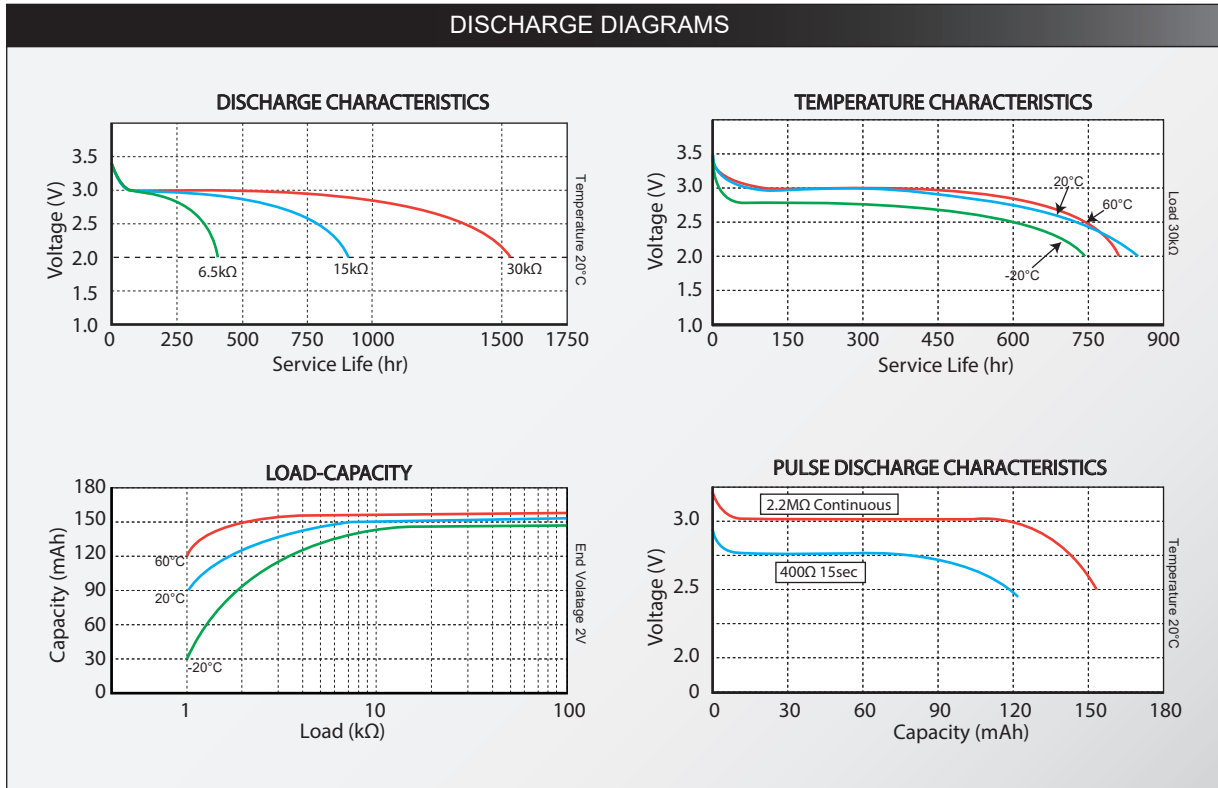 DISCHARGE DIAGRAMS
DISCHARGE CHARACTERISTICS
Voltage (V)
3.5
3.0
2.5
2.0
1.5
1.0
6.5kΩ
15kΩ
30kΩ
0 250 500 750 1000 1500 1750
Service Life (hr)
Temperature 20°C
TEMPERATURE CHARACTERISTICS
Voltage (V)
3.5
3.0
2.5
2.0
1.5
1.0
20°C
60°C
-20°C
0 150 300 450 600 750 900
Service Life (hr)
Load 30kΩ
LOAD-CAPACITY
Capacity (mAh)
180
150
120
90
60
30
0
60°C
20°C
-20°C
1 10 100
Load (kΩ)
End Volatage 2V
PULSE DISCHARGE CHARACTERISTICS
Voltage (V)
3.0
2.5
2.0
0
2.2MΩ Continuous
400Ω 15sec
0 30 60 90 120 150 180
Capacity (mAh)
Temperature 20°C